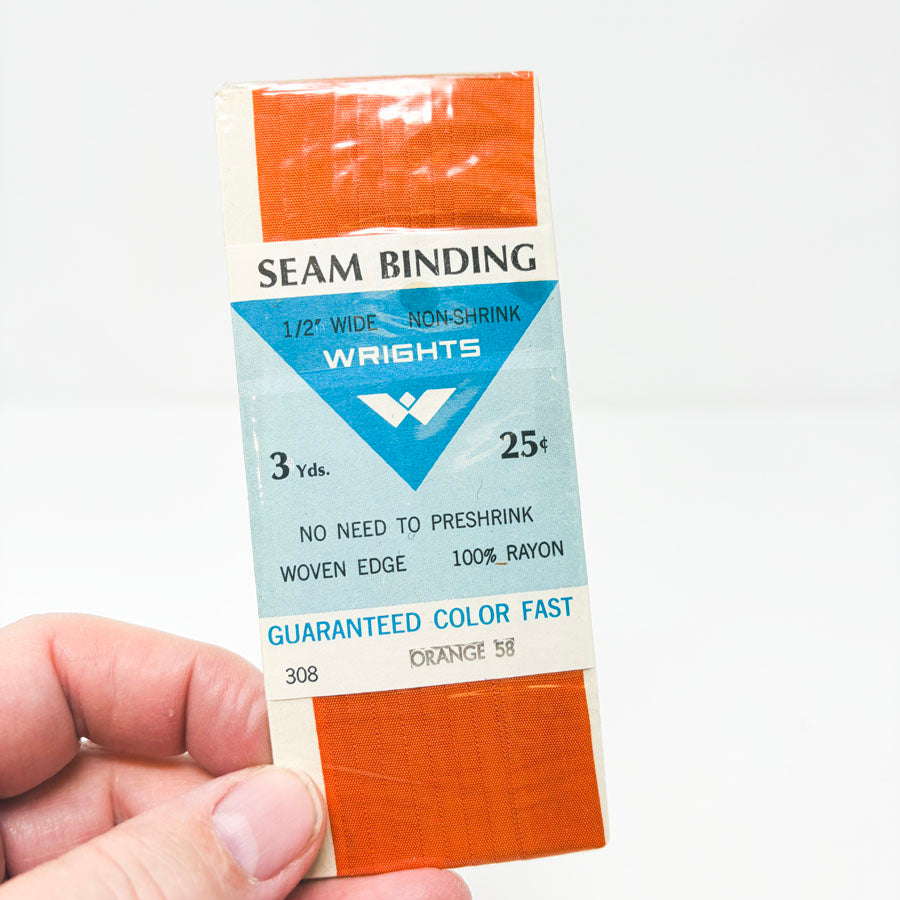 SEAM BINDING
1/2" WIDE NON-SHRINK
WRIGHTS
W
3 Yds. 25¢
NO NEED TO PRESHRINK
WOVEN EDGE 100% RAYON
GUARANTEED COLOR FAST
308 ORANGE 58